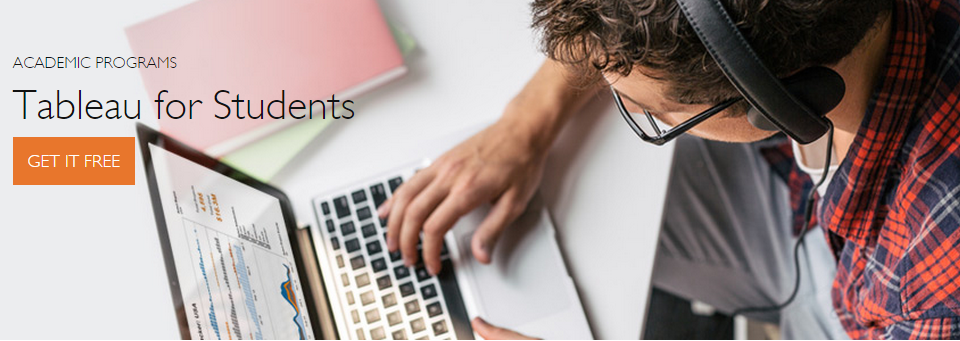 ACADEMIC PROGRAMS
Tableau for Students
GET IT FREE